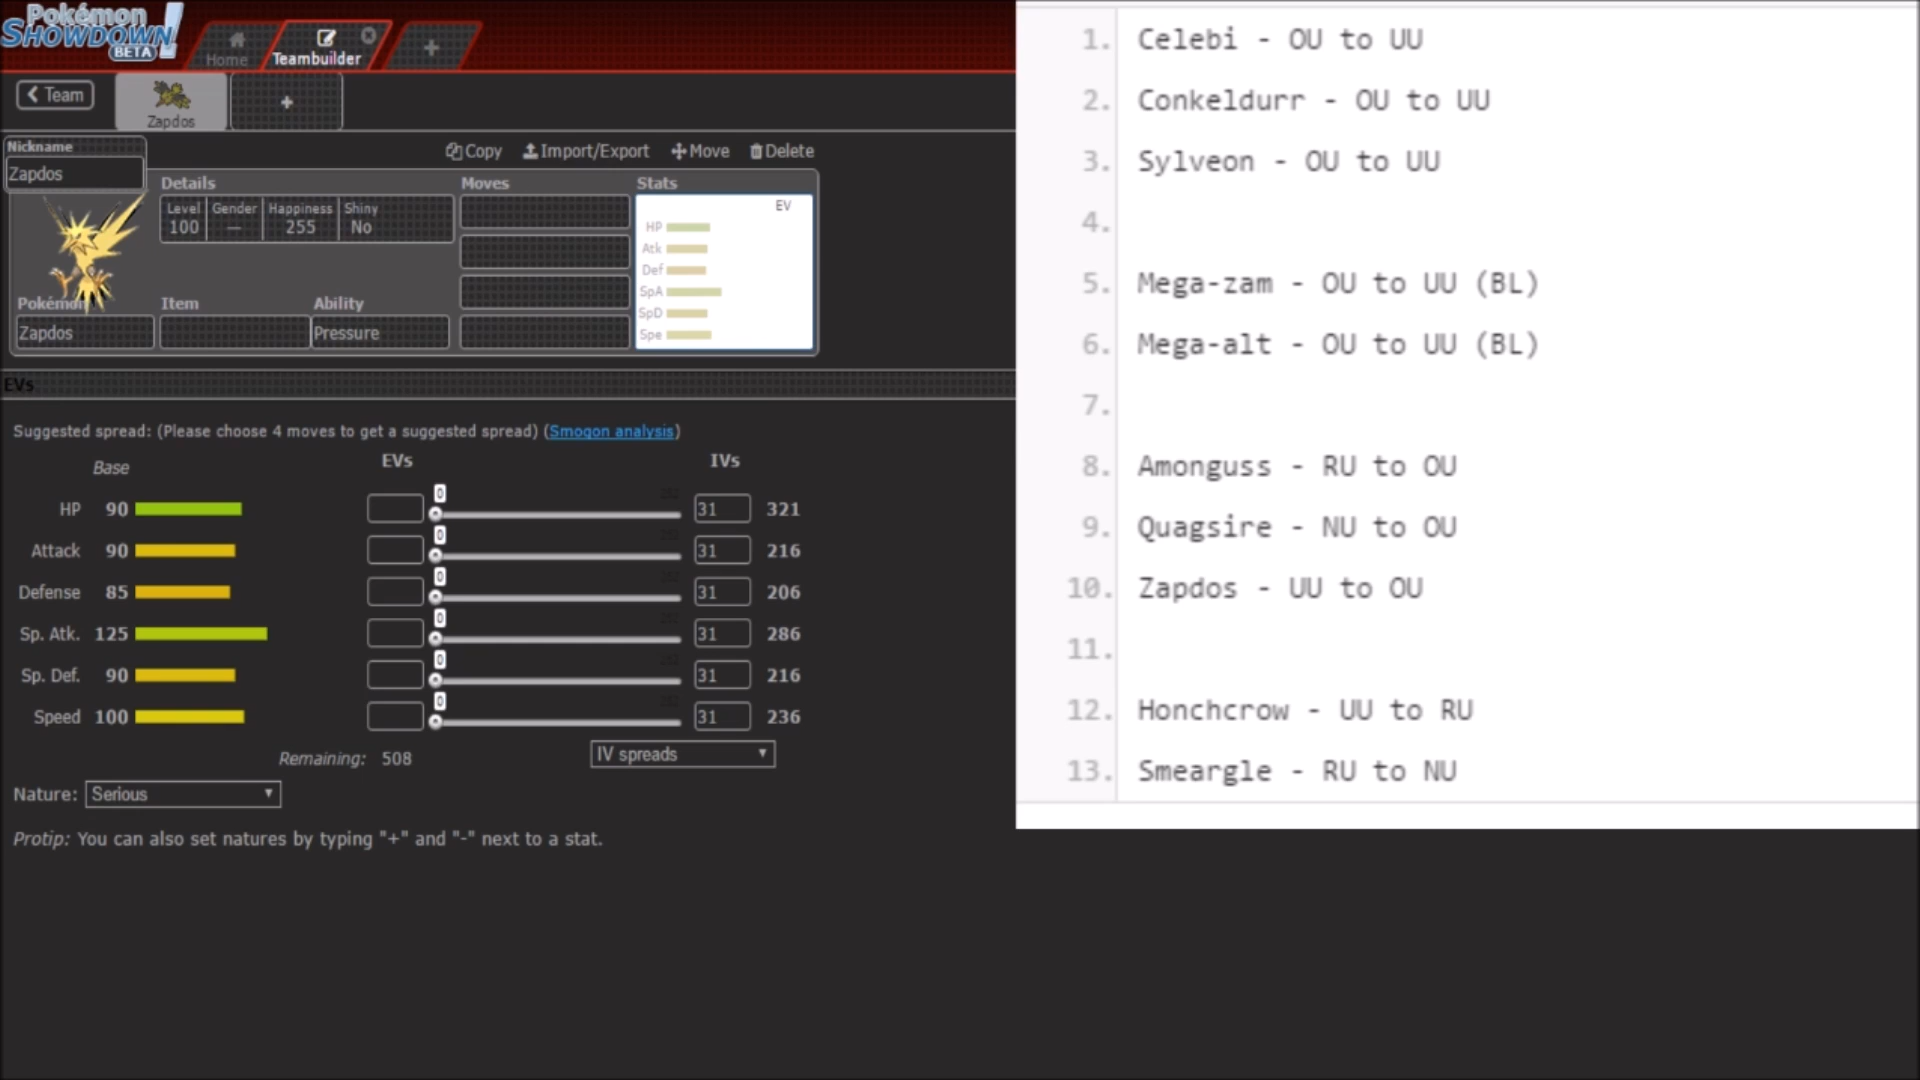 Pokémon
SHOWDOWN!
BETA
Home
Teambuilder
+
Team
Zapdos
+
Nickname
Zapdos
Copy Import/Export Move Delete
Details
Moves
Stats
Level Gender Happiness Shiny
100 — 255 No
EV
HP
Atk
Def
SpA
SpD
Spe
Pokémon
Item
Ability
Zapdos
Pressure
EVs
Suggested spread: (Please choose 4 moves to get a suggested spread) (Smogon analysis)
Base EVs IVs
HP 90 0 252 31 321
Attack 90 0 252 31 216
Defense 85 0 252 31 206
Sp. Atk. 125 0 252 31 286
Sp. Def. 90 0 252 31 216
Speed 100 0 252 31 236
Remaining: 508
IV spreads
Nature: Serious
Protip: You can also set natures by typing "+" and "-" next to a stat.
1. Celebi - OU to UU
2. Conkeldurr - OU to UU
3. Sylveon - OU to UU
4.
5. Mega-zam - OU to UU (BL)
6. Mega-alt - OU to UU (BL)
7.
8. Amonguss - RU to OU
9. Quagsire - NU to OU
10. Zapdos - UU to OU
11.
12. Honchcrow - UU to RU
13. Smeargle - RU to NU